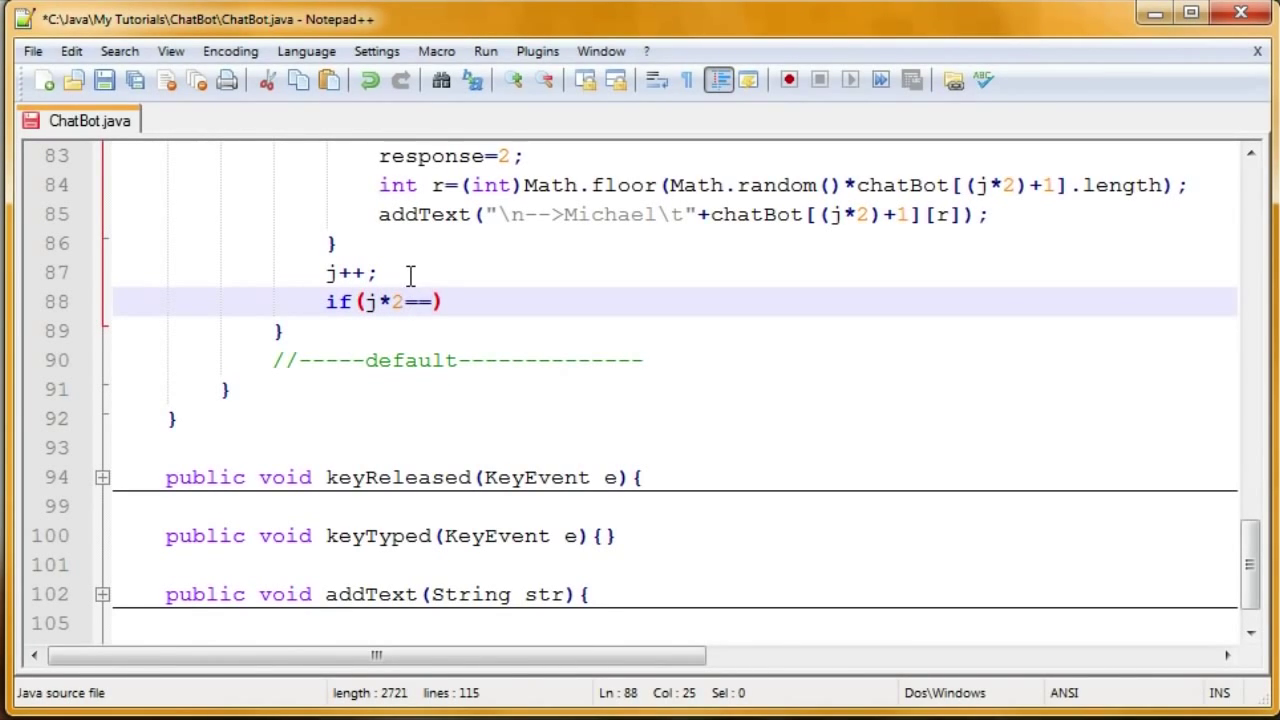 *C:\Java\My Tutorials\ChatBot\ChatBot.java - Notepad++
File Edit Search View Encoding Language Settings Macro Run Plugins Window ? X
ChatBot.java
83 response=2;
84 int r=(int)Math.floor(Math.random()*chatBot[(j*2)+1].length);
85 addText("\n-->Michael\t"+chatBot[(j*2)+1][r]);
86 }
87 j++;
88 if(j*2==)
89 }
90 //-----default--------------
91 }
92 }
93
94 public void keyReleased(KeyEvent e){
99
100 public void keyTyped(KeyEvent e){}
101
102 public void addText(String str){
105
Java source file length : 2721 lines : 115 Ln : 88 Col : 25 Sel : 0 Dos\Windows ANSI INS